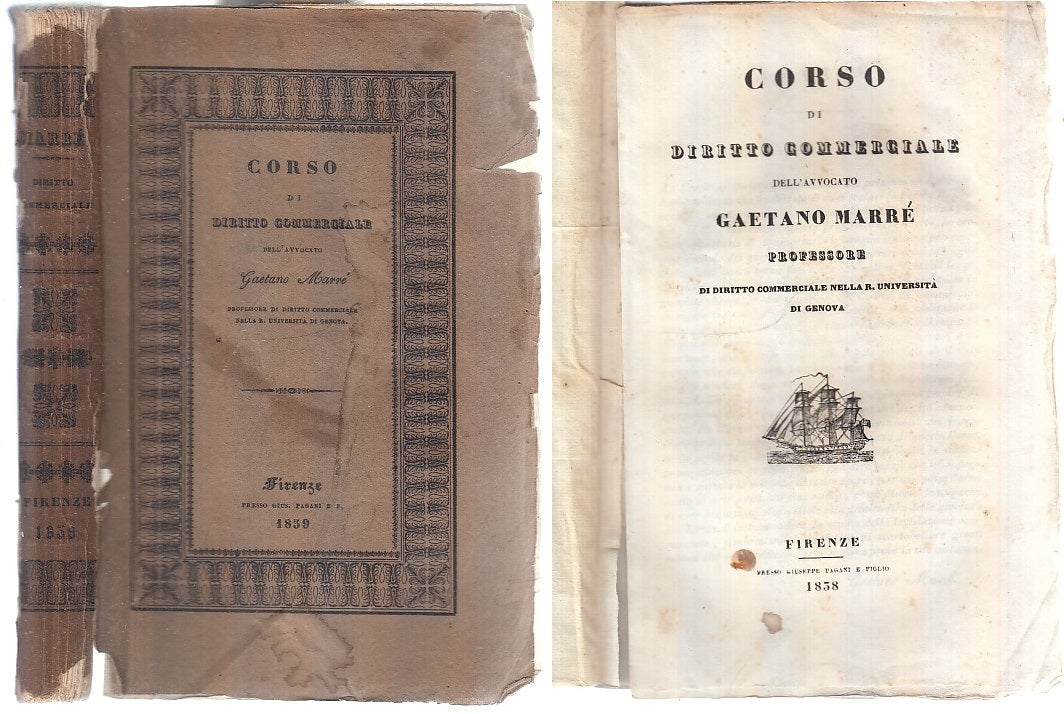 MARRÉ
DIRITTO
COMMERCIALE
FIRENZE
1839
CORSO
DI
DIRITTO COMMERCIALE
DELL'AVVOCATO
Gaetano Marré
PROFESSORE DI DIRITTO COMMERCIALE
NELLA R. UNIVERSITÀ DI GENOVA.
Firenze
PRESSO GIUS. PAGANI E F.
1839
CORSO
DI
DIRITTO COMMERCIALE
DELL'AVVOCATO
GAETANO MARRÉ
PROFESSORE
DI DIRITTO COMMERCIALE NELLA R. UNIVERSITÀ
DI GENOVA
FIRENZE
PRESSO GIUSEPPE PAGANI E FIGLIO
1838